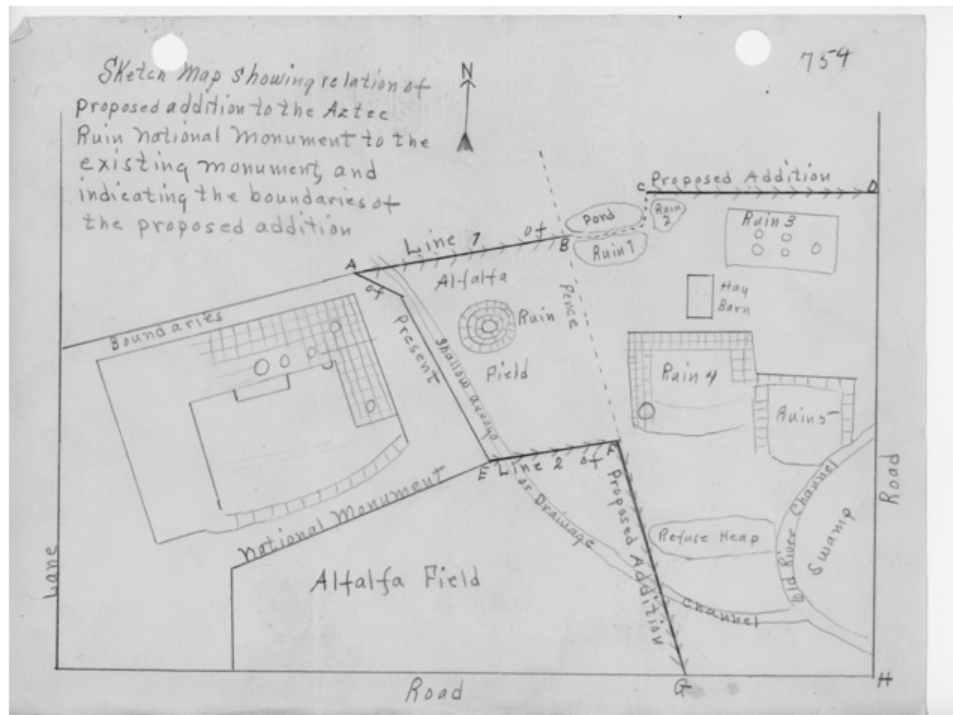 754
Sketch Map showing relation of
proposed addition to the Aztec
Ruin National Monument to the
existing monument, and
indicating the boundaries of
the proposed addition
N
C Proposed Addition D
Pond
Ruin 2
Ruin 3
A Line 1 of B
Ruin 1
Alfalfa
Hay
Barn
Fence
Boundaries
of
Present
Shallow arroyo
Ruin
Field
Ruin 4
Ruin 5
E Line 2 of F
Proposed Addition
or Drainage
Channel
National Monument
Refuse Heap
Old River Channel
Swamp
Road
Lane
Alfalfa Field
Road
G
H